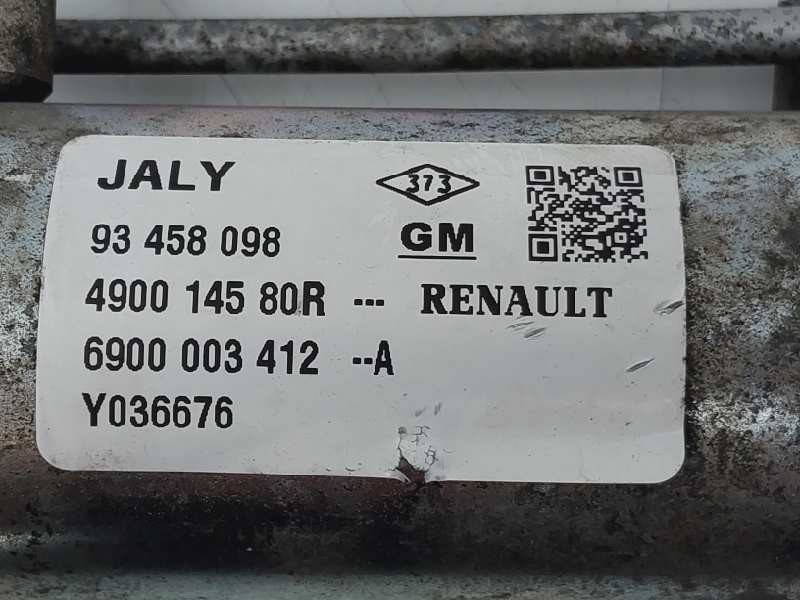 JALY
373
93 458 098
GM
4900 145 80R --- RENAULT
6900 003 412 --A
Y036676